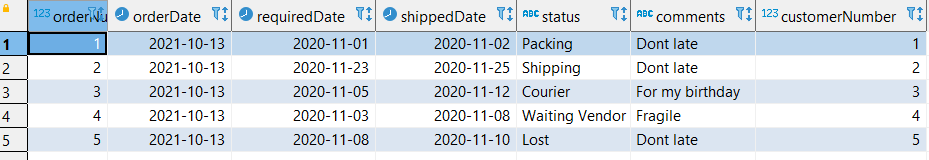 123 orderNu orderDate requiredDate shippedDate ABC status ABC comments 123 customerNumber
1 1 2021-10-13 2020-11-01 2020-11-02 Packing Dont late 1
2 2 2021-10-13 2020-11-23 2020-11-25 Shipping Dont late 2
3 3 2021-10-13 2020-11-05 2020-11-12 Courier For my birthday 3
4 4 2021-10-13 2020-11-03 2020-11-08 Waiting Vendor Fragile 4
5 5 2021-10-13 2020-11-08 2020-11-10 Lost Dont late 5